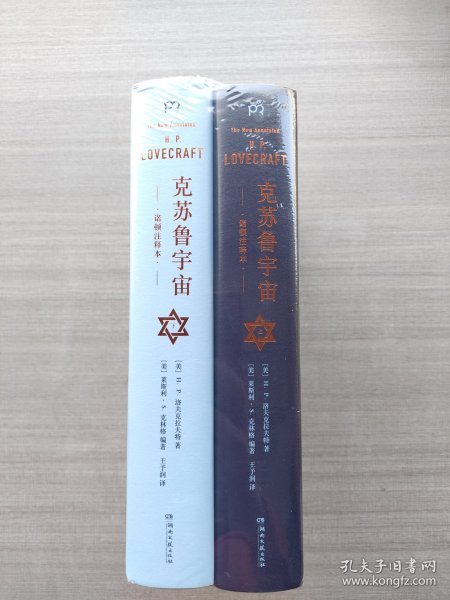 The New Annotated
H. P.
LOVECRAFT
克苏鲁宇宙
·诺顿注释本·
下
[美] H. P. 洛夫克拉夫特 著
[美] 莱斯利·S. 克林格 编著
王予润 译
CS
湖南文艺出版社
The New Annotated
H. P.
LOVECRAFT
克苏鲁宇宙
·诺顿注释本·
上
[美] H. P. 洛夫克拉夫特 著
[美] 莱斯利·S. 克林格 编著
王予润 译
CS
湖南文艺出版社
孔夫子旧书网